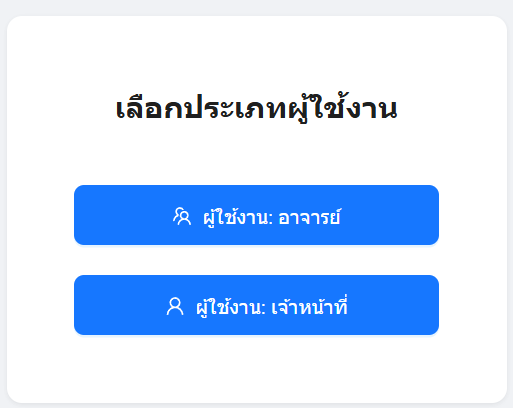 เลือกประเภทผู้ใช้งาน
ผู้ใช้งาน: อาจารย์
ผู้ใช้งาน: เจ้าหน้าที่